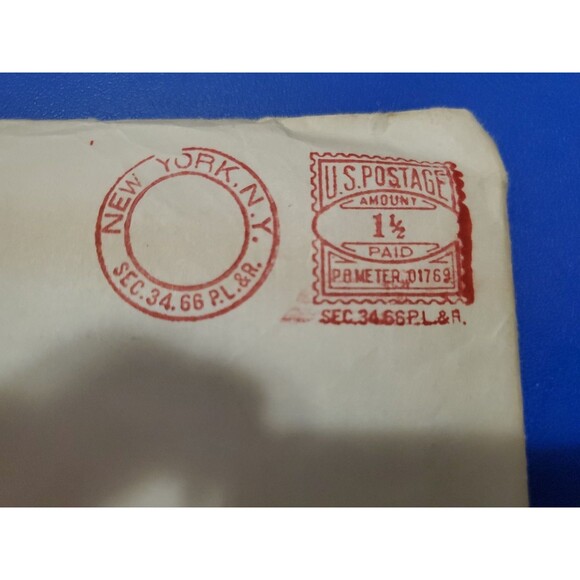 NEW YORK, N.Y.
SEC. 34.66 P.L.&R.
U.S. POSTAGE
AMOUNT
1½
PAID
P.B. METER 01769
SEC. 34.66 P.L.&R.